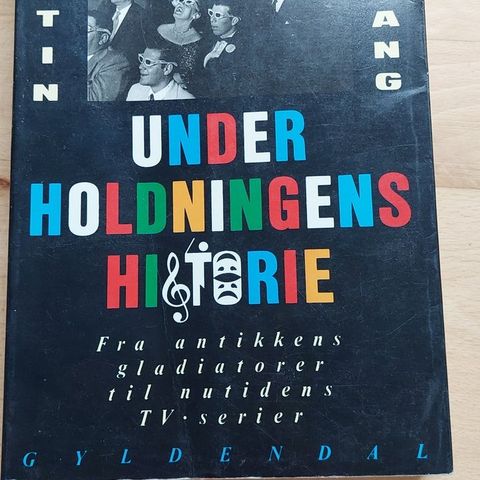 TIN
ANG
UNDER
HOLDNINGENS
HISTORIE
Fra antikkens
gladiatorer
til nutidens
TV-serier
GYLDENDAL